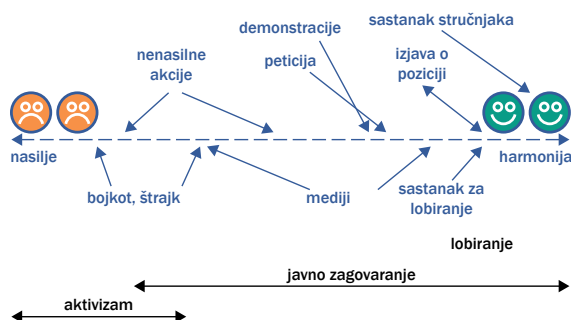 sastanak stručnjaka
demonstracije
nenasilne
akcije
peticija
izjava o
poziciji
nasilje
harmonija
bojkot, štrajk
mediji
sastanak za
lobiranje
lobiranje
javno zagovaranje
aktivizam